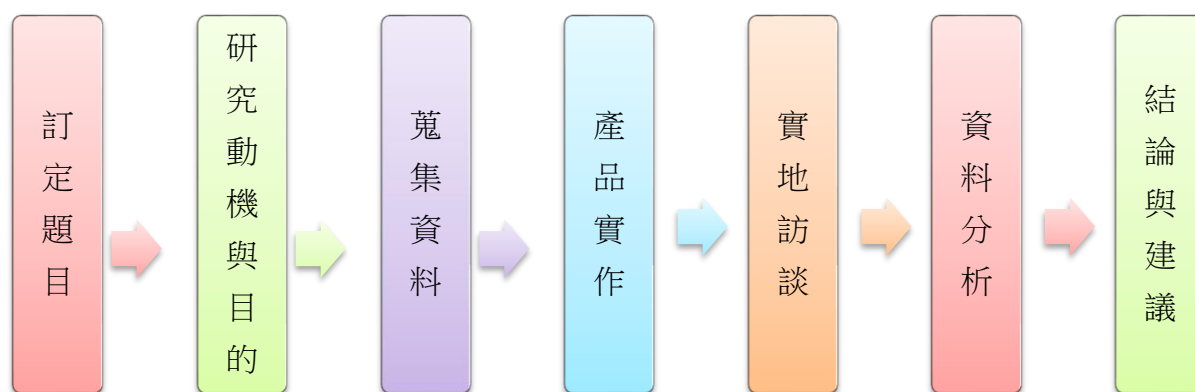 訂定題目
研究動機與目的
蒐集資料
產品實作
實地訪談
資料分析
結論與建議